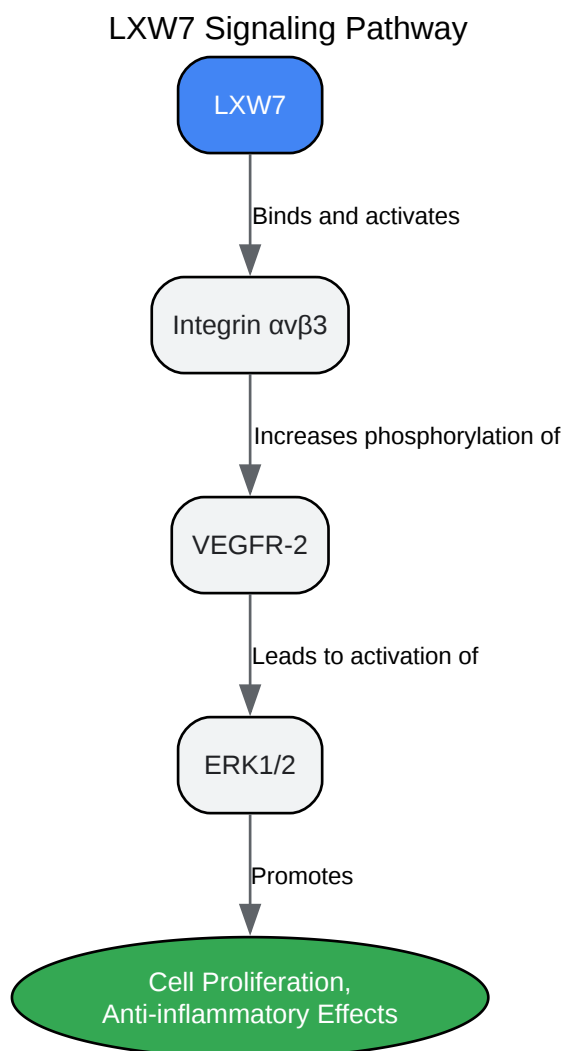 LXW7 Signaling Pathway
LXW7
Binds and activates
Integrin αvβ3
Increases phosphorylation of
VEGFR-2
Leads to activation of
ERK1/2
Promotes
Cell Proliferation,
Anti-inflammatory Effects